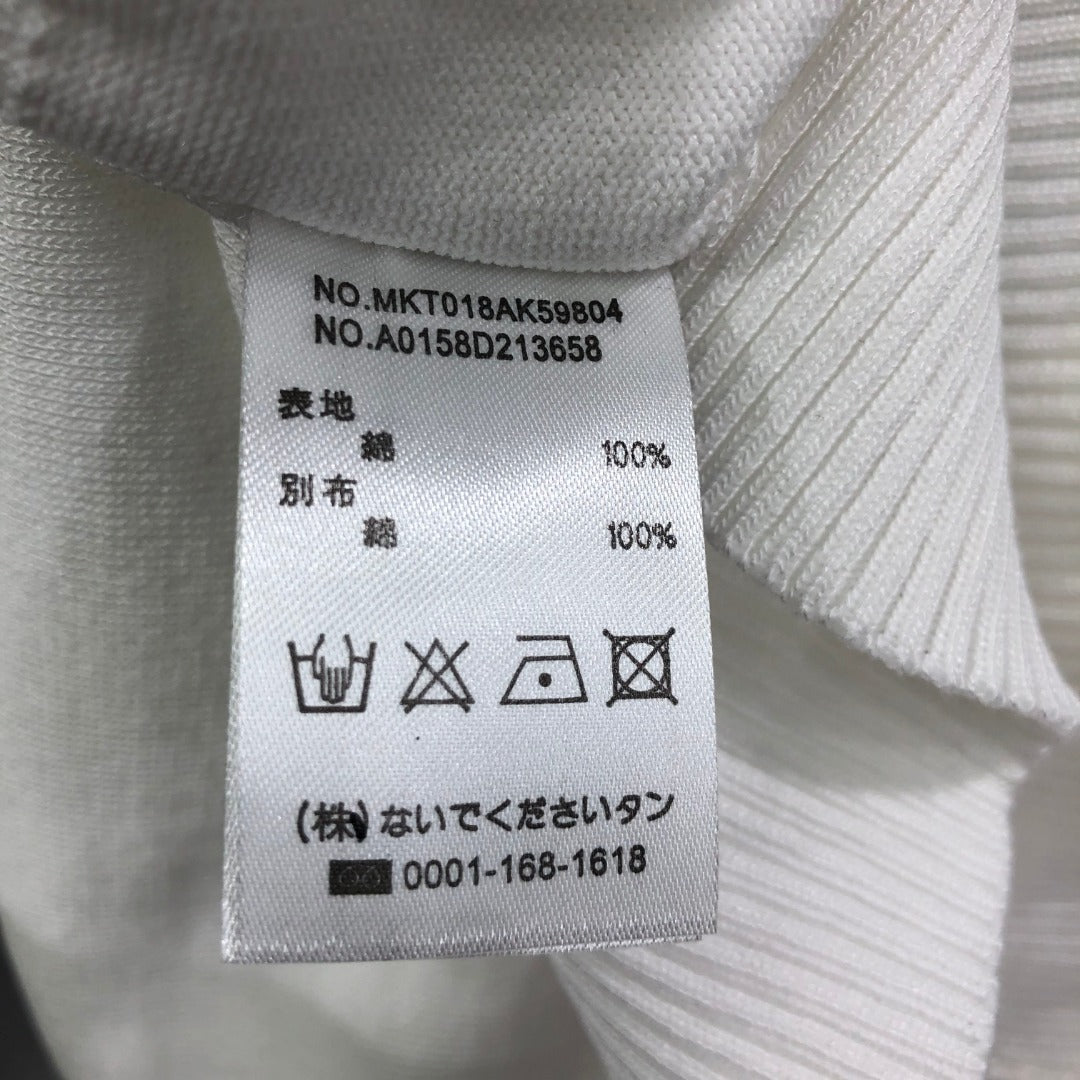 NO.MKT018AK59804
NO.A0158D213658
表地
綿 100%
別布
綿 100%
(株)ないでくださいタン
0001-168-1618